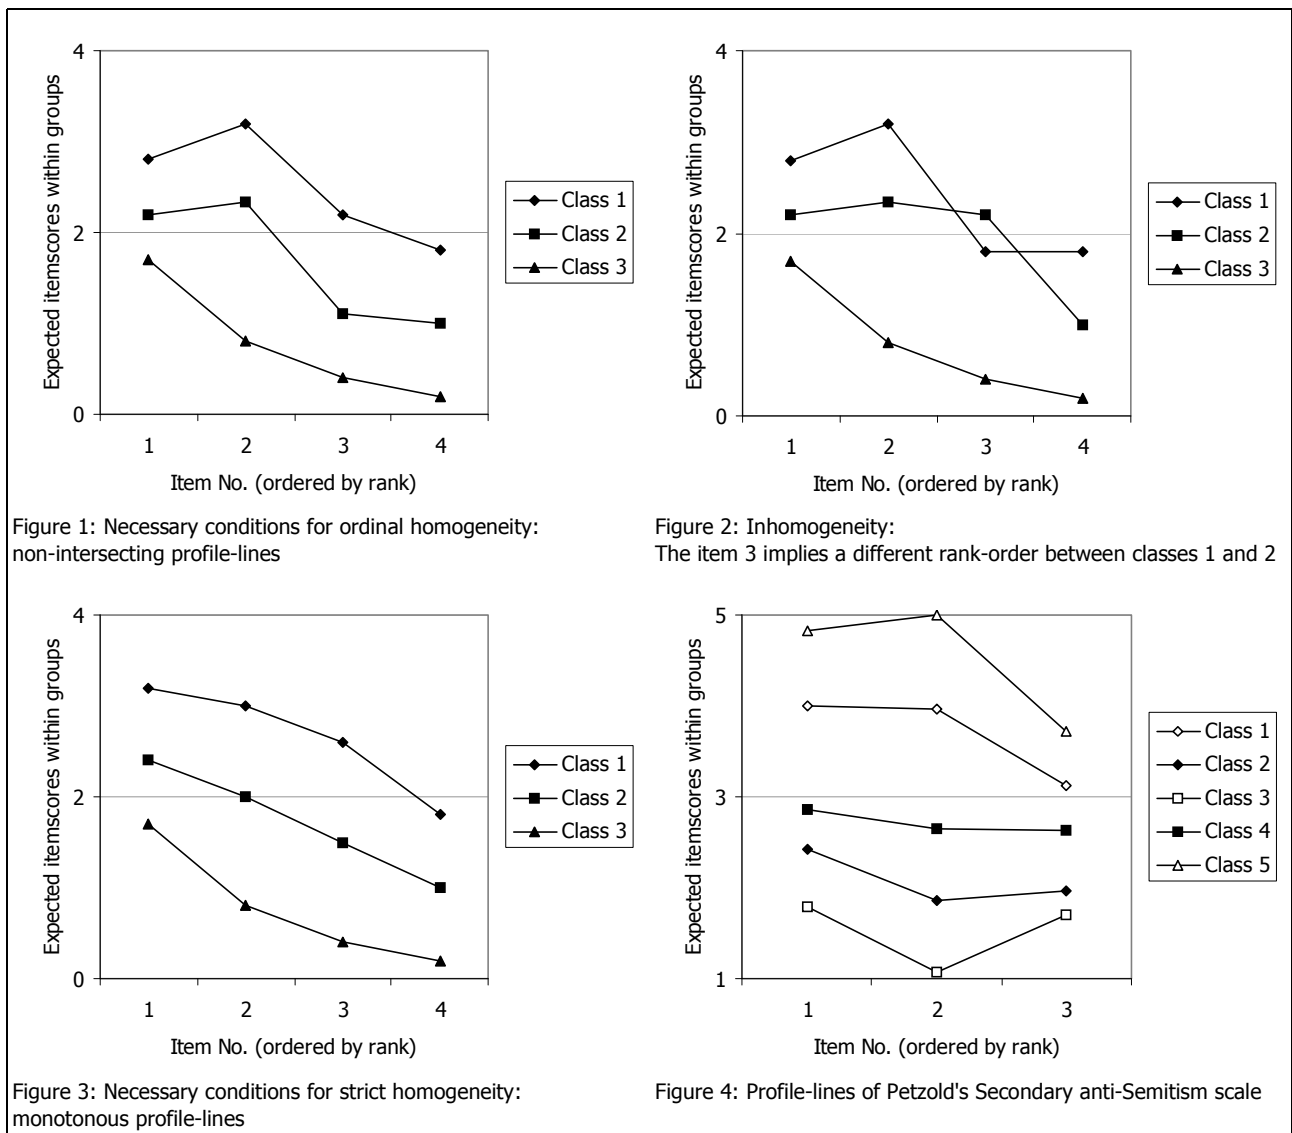 Expected itemscores within groups
4
2
0
1 2 3 4
Item No. (ordered by rank)
Class 1
Class 2
Class 3
Figure 1: Necessary conditions for ordinal homogeneity:
non-intersecting profile-lines
Expected itemscores within groups
4
2
0
1 2 3 4
Item No. (ordered by rank)
Class 1
Class 2
Class 3
Figure 2: Inhomogeneity:
The item 3 implies a different rank-order between classes 1 and 2
Expected itemscores within groups
4
2
0
1 2 3 4
Item No. (ordered by rank)
Class 1
Class 2
Class 3
Figure 3: Necessary conditions for strict homogeneity:
monotonous profile-lines
Expected itemscores within groups
5
3
1
1 2 3
Item No. (ordered by rank)
Class 1
Class 2
Class 3
Class 4
Class 5
Figure 4: Profile-lines of Petzold's Secondary anti-Semitism scale